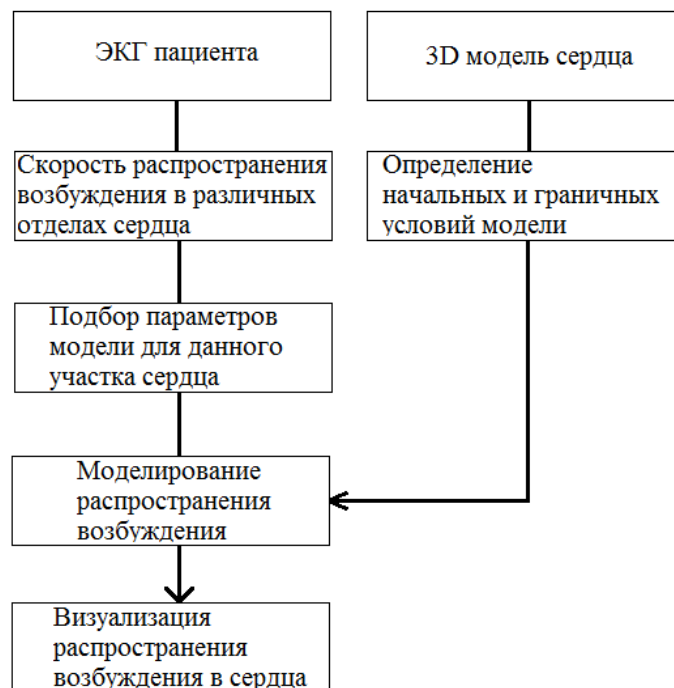 ЭКГ пациента
3D модель сердца
Скорость распространения
возбуждения в различных
отделах сердца
Определение
начальных и граничных
условий модели
Подбор параметров
модели для данного
участка сердца
Моделирование
распространения
возбуждения
Визуализация
распространения
возбуждения в сердца